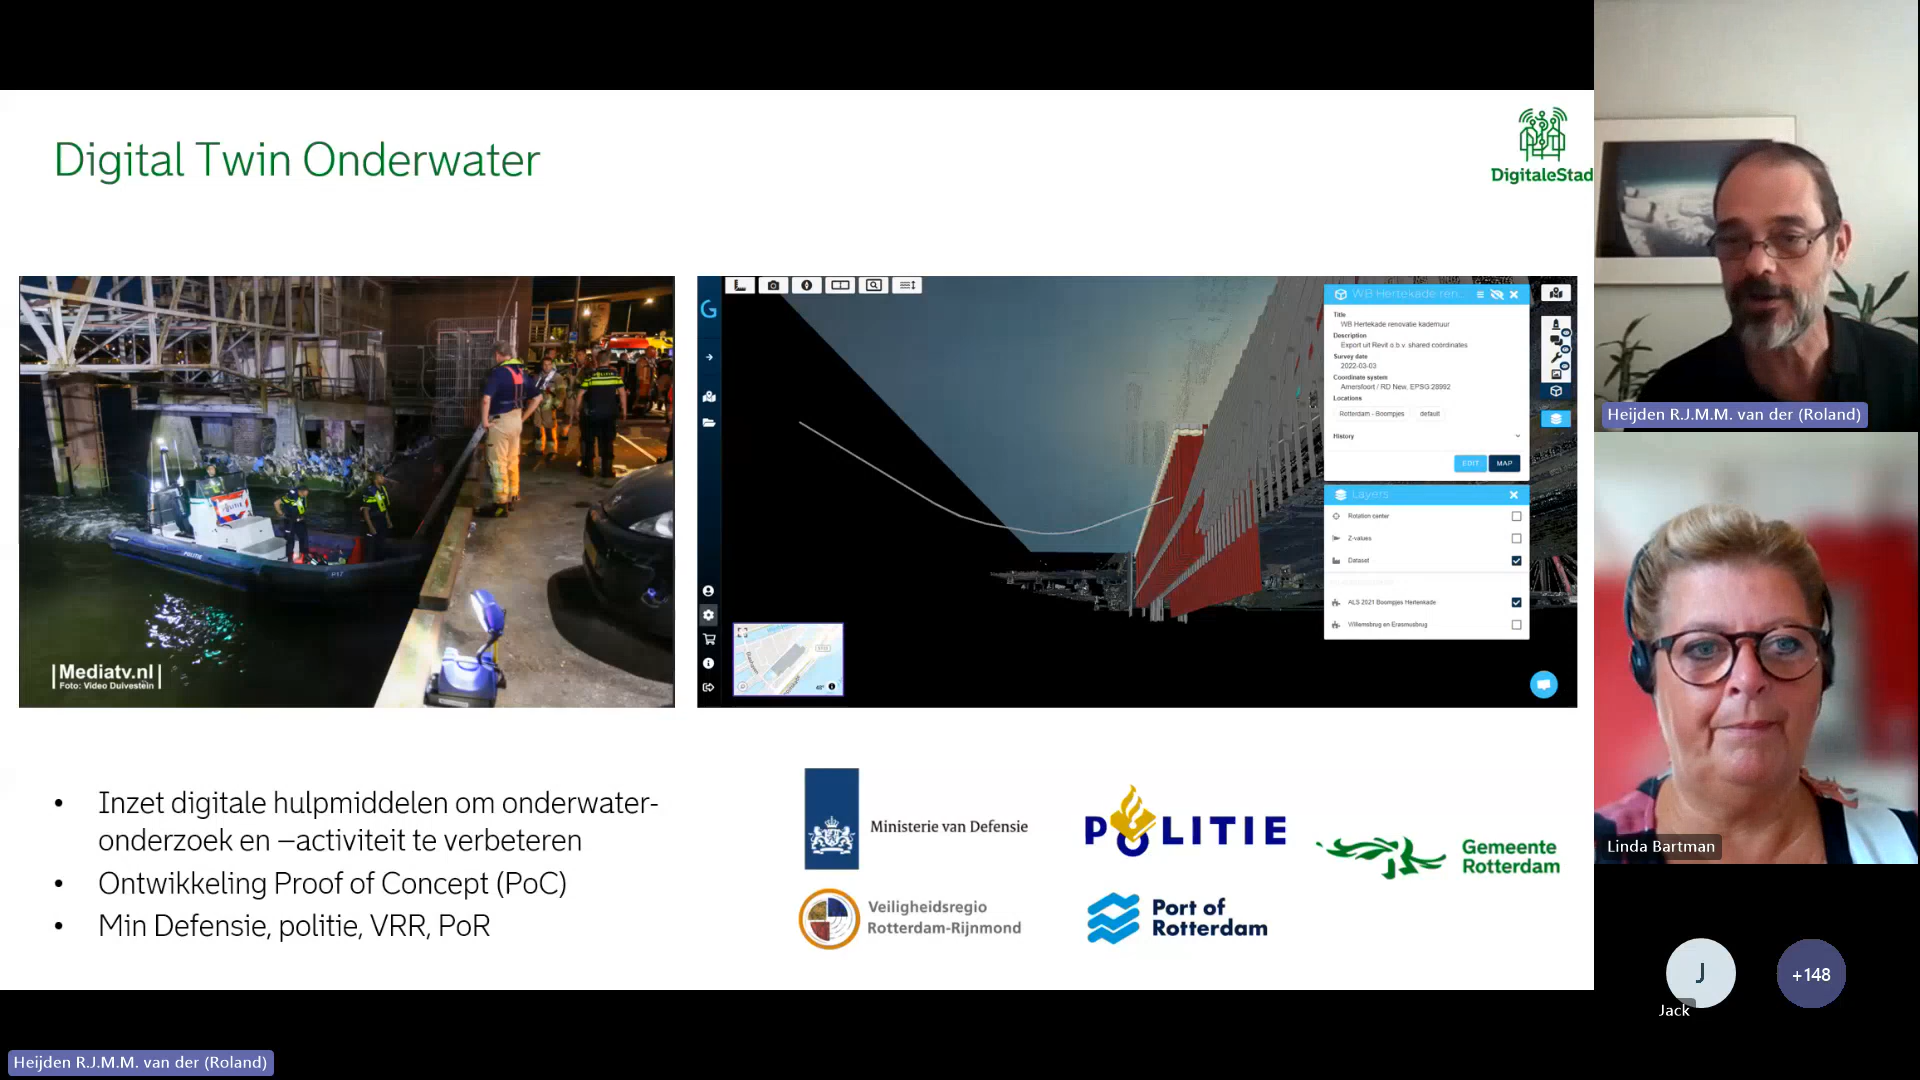 Digital Twin Onderwater
DigitaleStad
POLITIE
POLITIE
P17
Mediatv.nl
Foto: Video Duivestein
WB Hertekade ren...
Title
WB Hertekade renovatie kademuur
Description
Export uit Revit o.b.v. shared coordinates
Survey date
2022-03-03
Coordinate system
Amersfoort / RD New, EPSG:28992
Locations
Rotterdam - Boompjes default
History
EDIT MAP
Layers
Rotation center
Z-values
Dataset
ALS 2021 Boompjes Hertenkade
Willemsbrug en Erasmusbrug
• Inzet digitale hulpmiddelen om onderwater-
onderzoek en –activiteit te verbeteren
• Ontwikkeling Proof of Concept (PoC)
• Min Defensie, politie, VRR, PoR
Ministerie van Defensie
POLITIE
Gemeente
Rotterdam
Veiligheidsregio
Rotterdam-Rijnmond
Port of
Rotterdam
Heijden R.J.M.M. van der (Roland)
Linda Bartman
J
Jack
+148
Heijden R.J.M.M. van der (Roland)